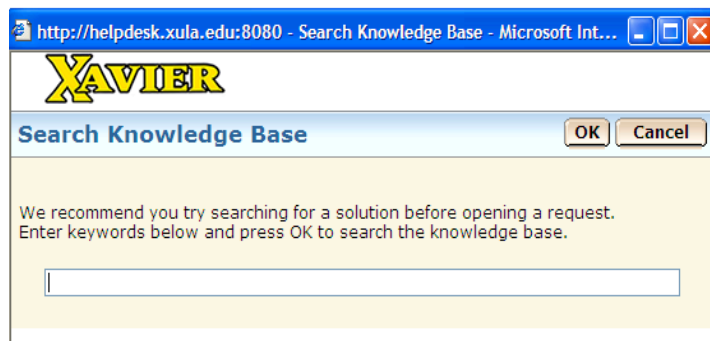 http://helpdesk.xula.edu:8080 - Search Knowledge Base - Microsoft Int...
XAVIER
Search Knowledge Base OK Cancel
We recommend you try searching for a solution before opening a request.
Enter keywords below and press OK to search the knowledge base.